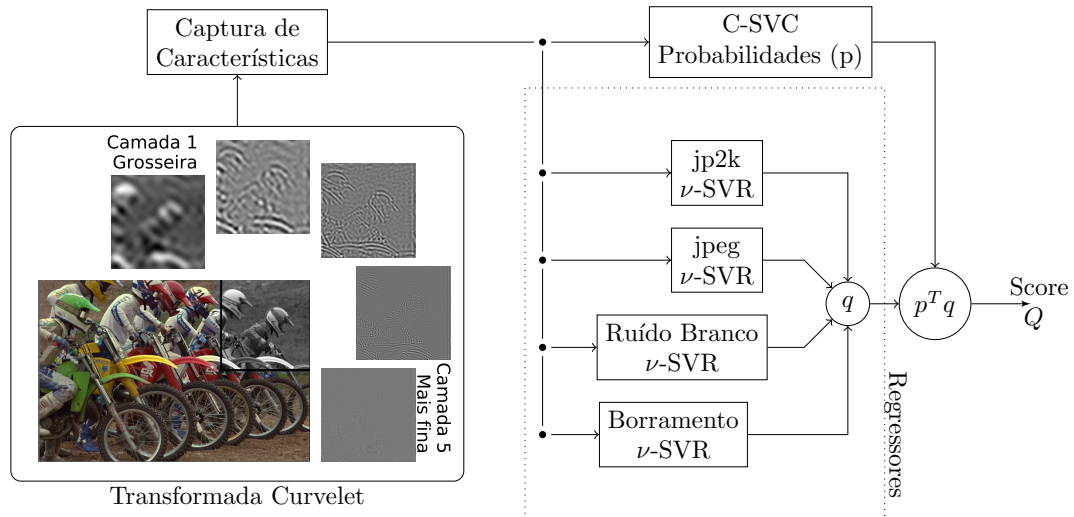 Captura de
Características
C-SVC
Probabilidades (p)
Camada 1
Grosseira
Camada 5
Mais fina
Transformada Curvelet
jp2k
ν-SVR
jpeg
ν-SVR
Ruído Branco
ν-SVR
Borramento
ν-SVR
q
pᵀq
Score
Q
Regressores